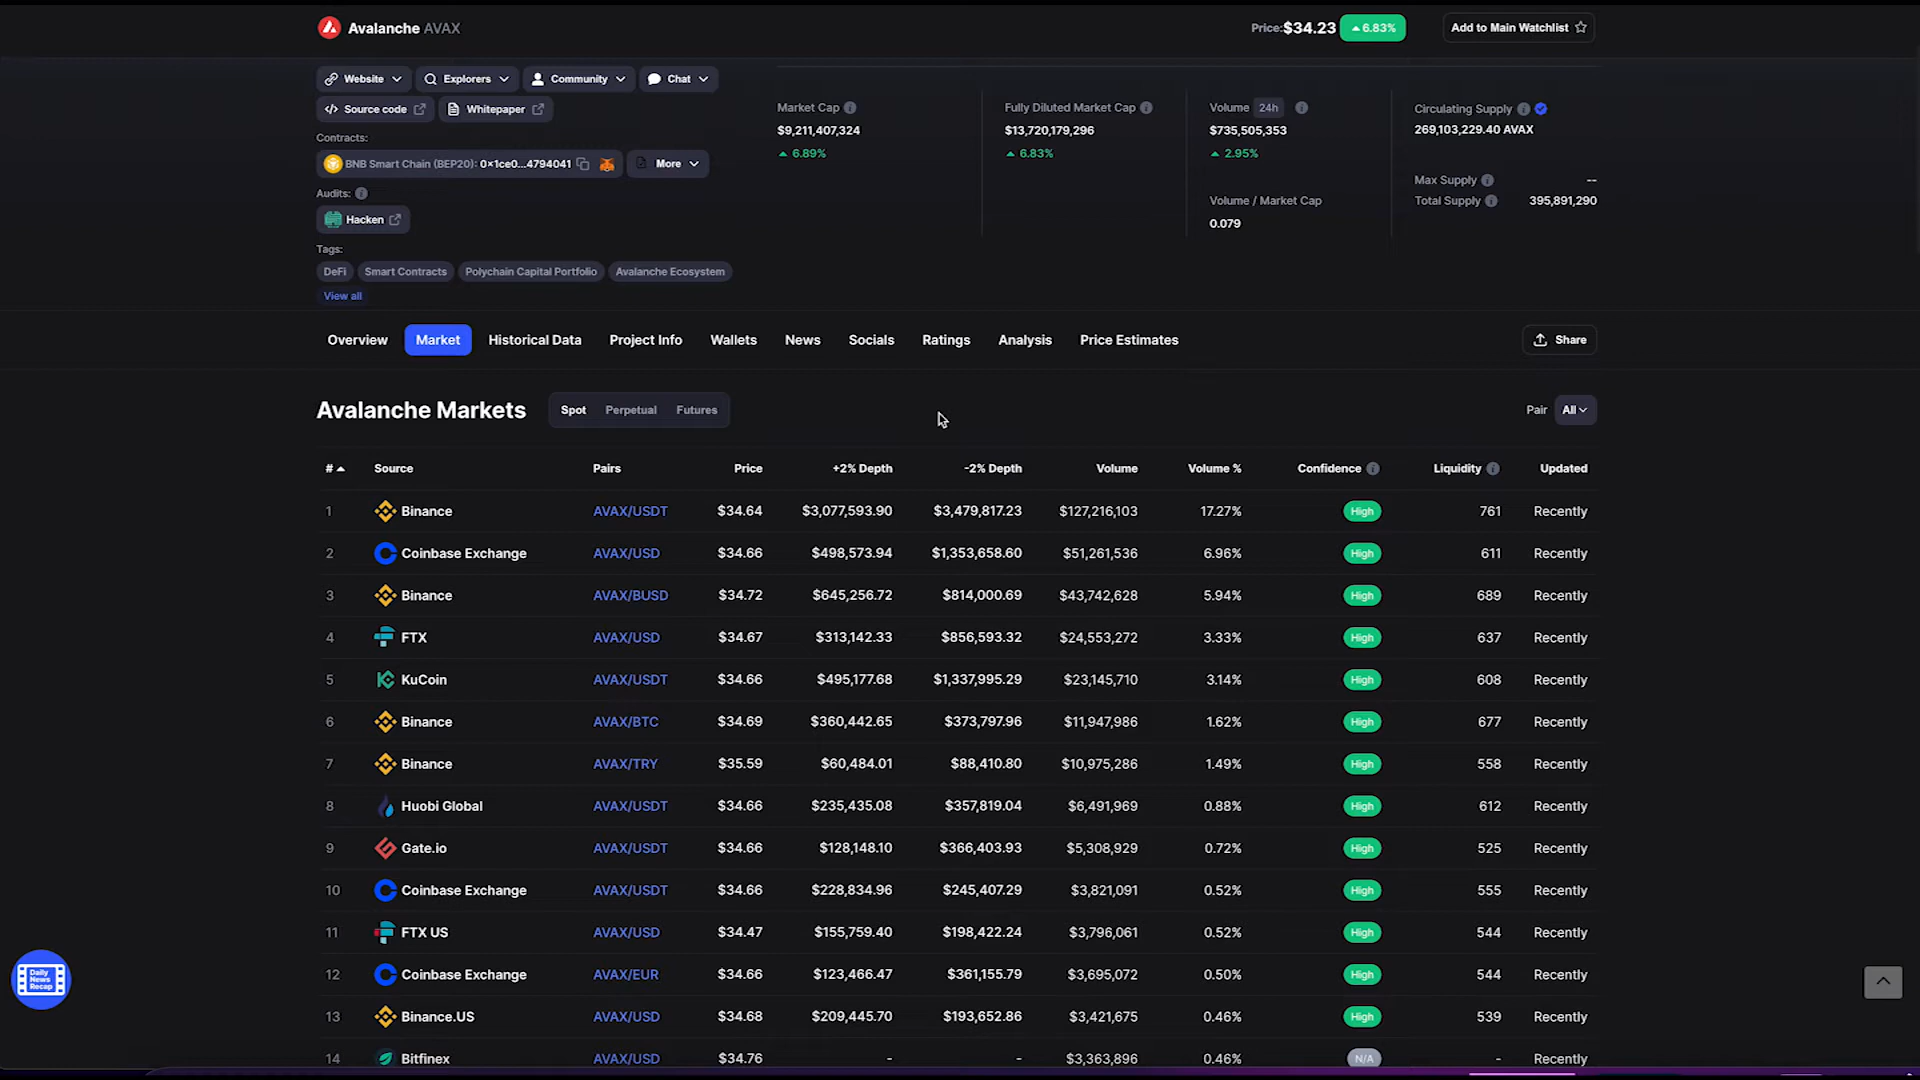 Avalanche AVAX
Price:$34.23 6.83% Add to Main Watchlist
Website Explorers Community Chat
Source code Whitepaper
Contracts:
BNB Smart Chain (BEP20): 0x1ce0...4794041 More
Audits:
Hacken
Tags:
DeFi Smart Contracts Polychain Capital Portfolio Avalanche Ecosystem
View all
Market Cap
$9,211,407,324
6.89%
Fully Diluted Market Cap
$13,720,179,296
6.83%
Volume 24h
$735,505,353
2.95%
Volume / Market Cap
0.079
Circulating Supply
269,103,229.40 AVAX
Max Supply --
Total Supply 395,891,290
Overview Market Historical Data Project Info Wallets News Socials Ratings Analysis Price Estimates Share
Avalanche Markets Spot Perpetual Futures Pair All
# Source Pairs Price +2% Depth -2% Depth Volume Volume % Confidence Liquidity Updated
1 Binance AVAX/USDT $34.64 $3,077,593.90 $3,479,817.23 $127,216,103 17.27% High 761 Recently
2 Coinbase Exchange AVAX/USD $34.66 $498,573.94 $1,353,658.60 $51,261,536 6.96% High 611 Recently
3 Binance AVAX/BUSD $34.72 $645,256.72 $814,000.69 $43,742,628 5.94% High 689 Recently
4 FTX AVAX/USD $34.67 $313,142.33 $856,593.32 $24,553,272 3.33% High 637 Recently
5 KuCoin AVAX/USDT $34.66 $495,177.68 $1,337,995.29 $23,145,710 3.14% High 608 Recently
6 Binance AVAX/BTC $34.69 $360,442.65 $373,797.96 $11,947,986 1.62% High 677 Recently
7 Binance AVAX/TRY $35.59 $60,484.01 $88,410.80 $10,975,286 1.49% High 558 Recently
8 Huobi Global AVAX/USDT $34.66 $235,435.08 $357,819.04 $6,491,969 0.88% High 612 Recently
9 Gate.io AVAX/USDT $34.66 $128,148.10 $366,403.93 $5,308,929 0.72% High 525 Recently
10 Coinbase Exchange AVAX/USDT $34.66 $228,834.96 $245,407.29 $3,821,091 0.52% High 555 Recently
11 FTX US AVAX/USD $34.47 $155,759.40 $198,422.24 $3,796,061 0.52% High 544 Recently
12 Coinbase Exchange AVAX/EUR $34.66 $123,466.47 $361,155.79 $3,695,072 0.50% High 544 Recently
13 Binance.US AVAX/USD $34.68 $209,445.70 $193,652.86 $3,421,675 0.46% High 539 Recently
14 Bitfinex AVAX/USD $34.76 - - $3,363,896 0.46% N/A - Recently
Daily
News
Recap